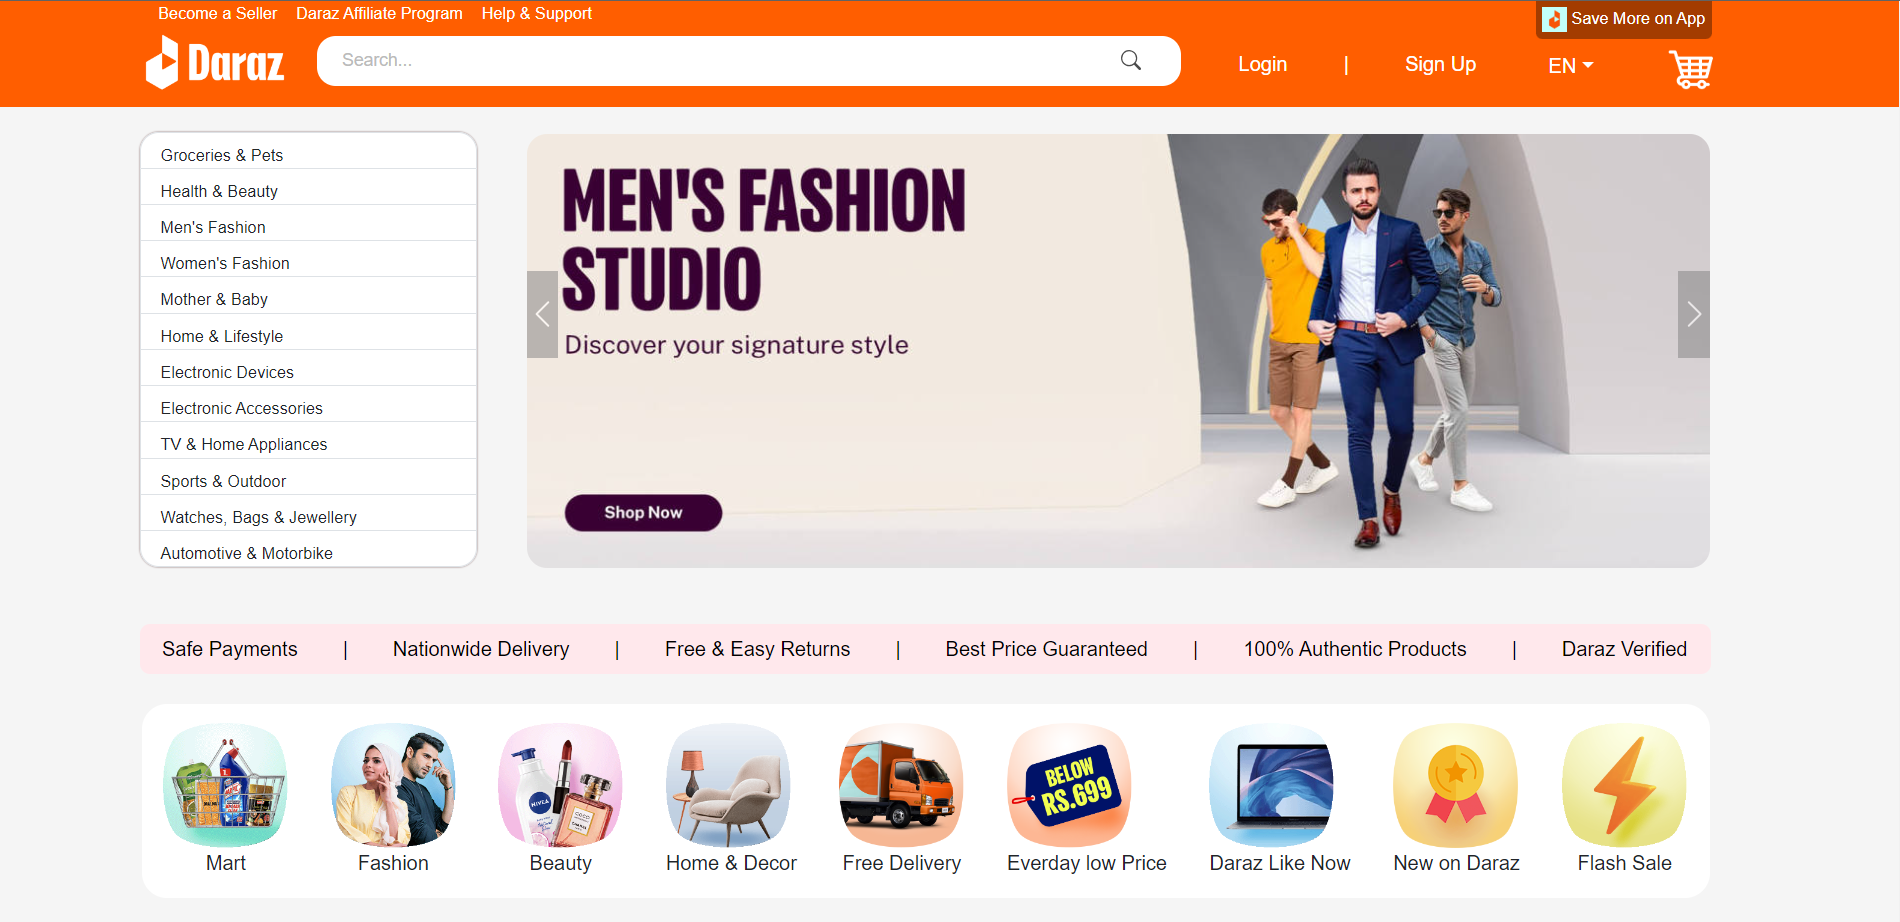 Become a Seller Daraz Affiliate Program Help & Support
Save More on App
Daraz
Search...
Login | Sign Up
EN
Groceries & Pets
Health & Beauty
Men's Fashion
Women's Fashion
Mother & Baby
Home & Lifestyle
Electronic Devices
Electronic Accessories
TV & Home Appliances
Sports & Outdoor
Watches, Bags & Jewellery
Automotive & Motorbike
MEN'S FASHION
STUDIO
Discover your signature style
Shop Now
Safe Payments | Nationwide Delivery | Free & Easy Returns | Best Price Guaranteed | 100% Authentic Products | Daraz Verified
NIVEA
COCO
CHANEL
BELOW
RS.699
Mart
Fashion
Beauty
Home & Decor
Free Delivery
Everday low Price
Daraz Like Now
New on Daraz
Flash Sale